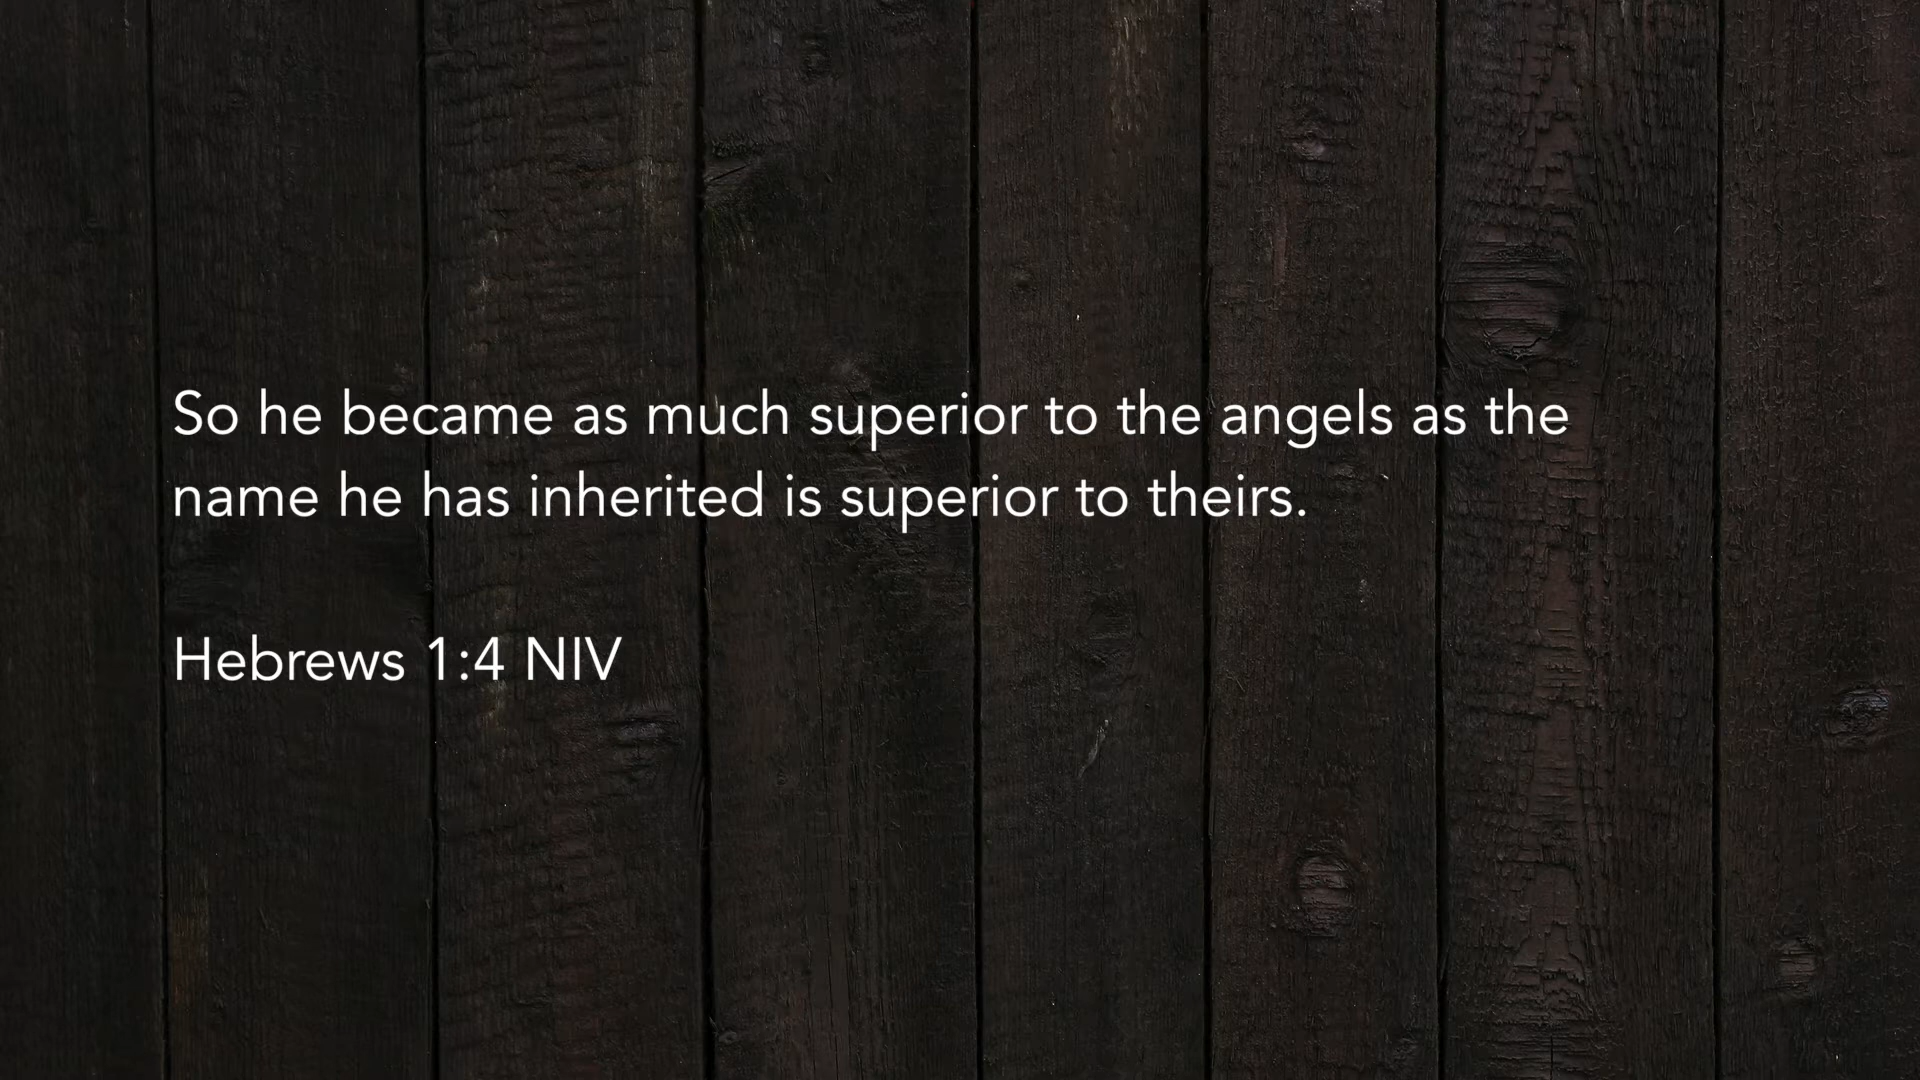 So he became as much superior to the angels as the
name he has inherited is superior to theirs.
Hebrews 1:4 NIV